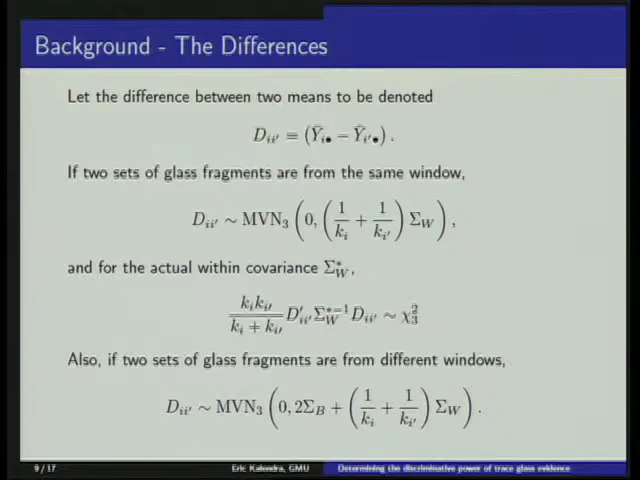 Background - The Differences
Let the difference between two means to be denoted
D_{ii'} ≡ (Ȳ_{i•} − Ȳ_{i'•}) .
If two sets of glass fragments are from the same window,
D_{ii'} ∼ MVN_3 (0, (1/k_i + 1/k_{i'}) Σ_W) ,
and for the actual within covariance Σ*_W,
k_i k_{i'} / (k_i + k_{i'}) D'_{ii'} Σ_W^{*−1} D_{ii'} ∼ χ²_3
Also, if two sets of glass fragments are from different windows,
D_{ii'} ∼ MVN_3 (0, 2Σ_B + (1/k_i + 1/k_{i'}) Σ_W) .
9 / 17 Eric Kalendra, GMU Determining the discriminative power of trace glass evidence